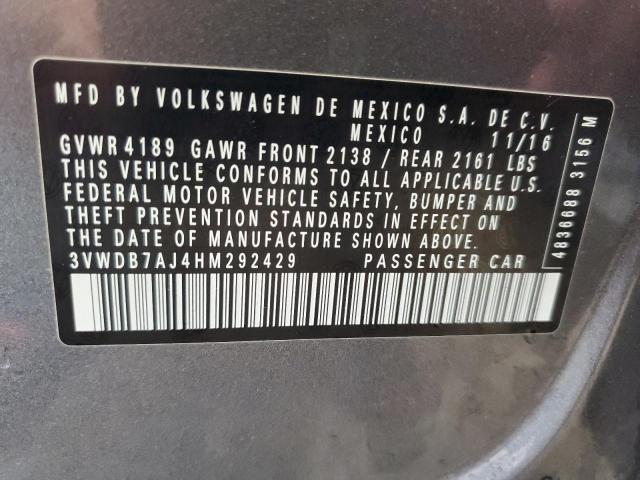 MFD BY VOLKSWAGEN DE MEXICO S.A. DE C.V.
MEXICO 11/16
GVWR 4189 GAWR FRONT 2138 / REAR 2161 LBS
THIS VEHICLE CONFORMS TO ALL APPLICABLE U.S.
FEDERAL MOTOR VEHICLE SAFETY, BUMPER AND
THEFT PREVENTION STANDARDS IN EFFECT ON
THE DATE OF MANUFACTURE SHOWN ABOVE.
3VWDB7AJ4HM292429 PASSENGER CAR
4836688 3156 M